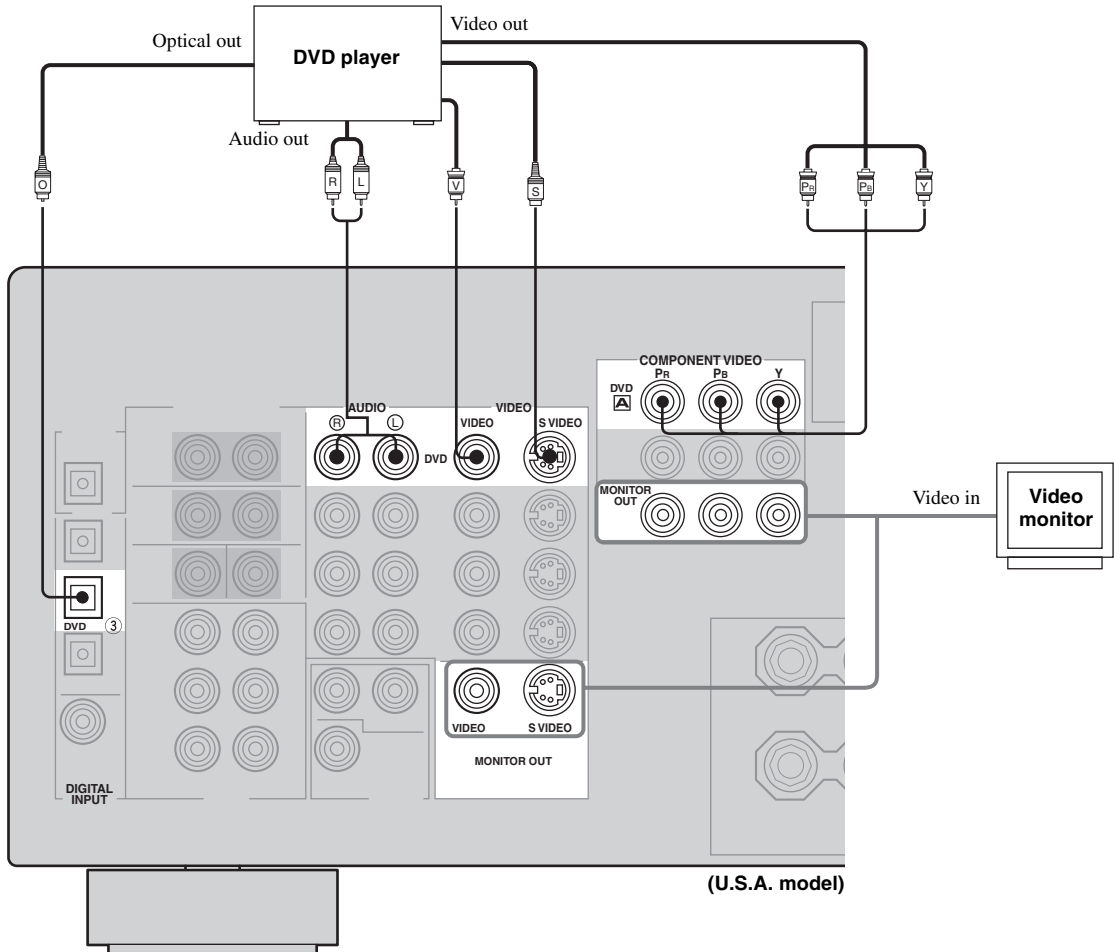 Video out
Optical out
DVD player
Audio out
O
R L
V
S
PR PB Y
COMPONENT VIDEO
PR PB Y
DVD
A
AUDIO
VIDEO
R L
VIDEO
S VIDEO
DVD
MONITOR
OUT
Video in
Video
monitor
DVD 3
VIDEO S VIDEO
MONITOR OUT
DIGITAL
INPUT
(U.S.A. model)